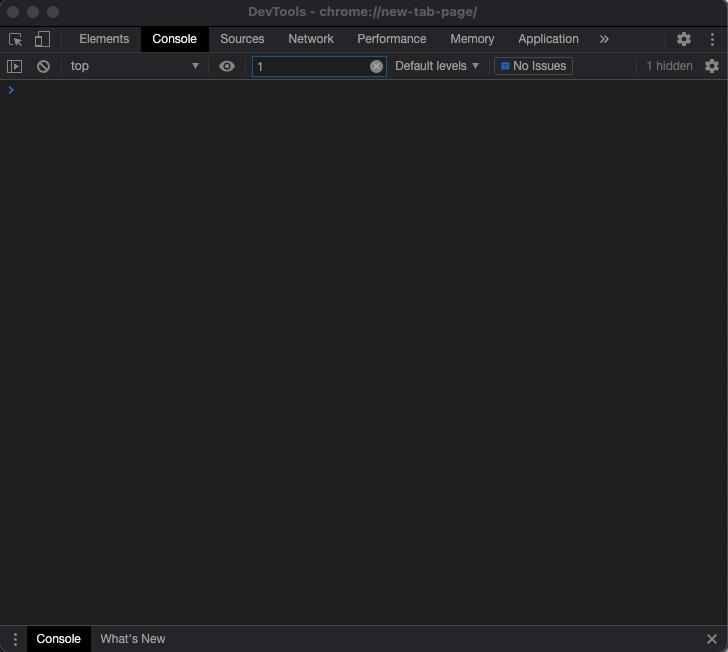 DevTools - chrome://new-tab-page/
Elements Console Sources Network Performance Memory Application »
top ▼ 1 Default levels ▼ No Issues 1 hidden
>
Console What's New